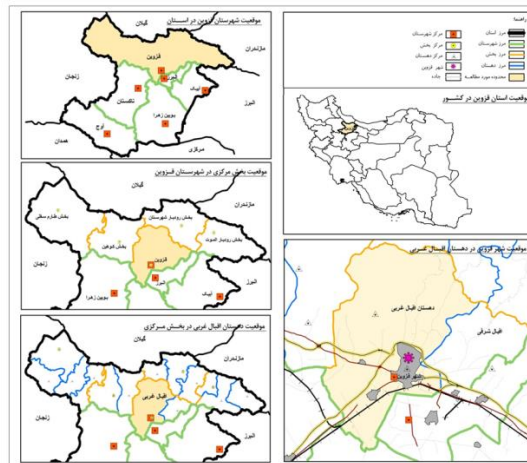 موقعیت شهرستان قزوین در استان
گیلان
مازندران
قزوین
زنجان
البرز
آبیک
تاکستان
البرز
بویین زهرا
آوج
همدان
مرکزی
راهنما
مرکز شهرستان
مرز استان
مرکز بخش
مرز شهرستان
مرکز دهستان
مرز بخش
شهر قزوین
مرز دهستان
جاده
محدوده مورد مطالعه
موقعیت استان قزوین در کشور
موقعیت بخش مرکزی در شهرستان قزوین
گیلان
مازندران
بخش طارم سفلی
بخش رودبار شهرستان
بخش رودبار الموت
بخش کوهین
قزوین
زنجان
البرز
آبیک
بویین زهرا
البرز
موقعیت شهر قزوین در دهستان اقبال غربی
دهستان اقبال غربی
اقبال شرقی
شهر قزوین
موقعیت دهستان اقبال غربی در بخش مرکزی
گیلان
مازندران
اقبال غربی
زنجان
البرز